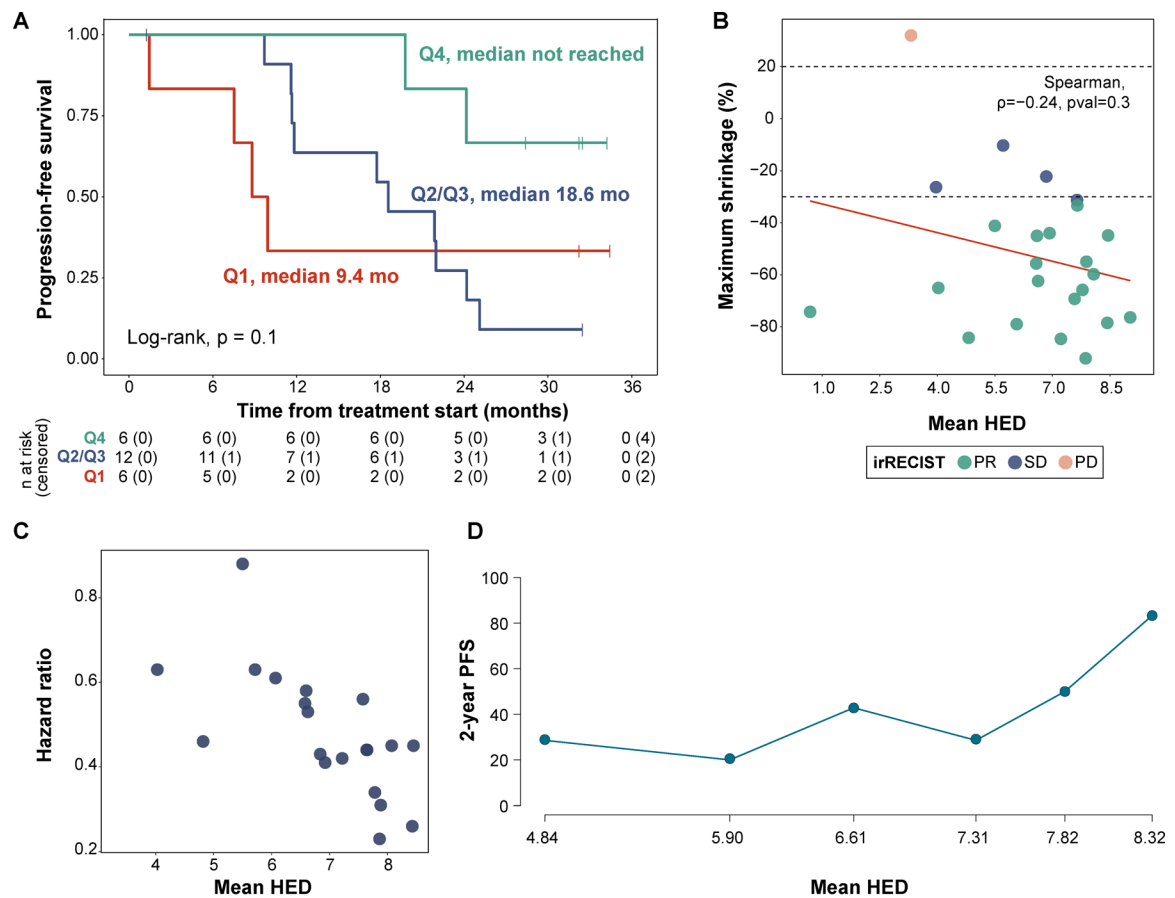 A
Progression-free survival
1.00
0.75
0.50
0.25
0.00
Q4, median not reached
Q2/Q3, median 18.6 mo
Q1, median 9.4 mo
Log-rank, p = 0.1
0 6 12 18 24 30 36
Time from treatment start (months)
n at risk
(censored)
Q4 6 (0) 6 (0) 6 (0) 6 (0) 5 (0) 3 (1) 0 (4)
Q2/Q3 12 (0) 11 (1) 7 (1) 6 (1) 3 (1) 1 (1) 0 (2)
Q1 6 (0) 5 (0) 2 (0) 2 (0) 2 (0) 2 (0) 0 (2)
B
Maximum shrinkage (%)
20
0
−20
−40
−60
−80
Spearman,
ρ=−0.24, pval=0.3
1.0 2.5 4.0 5.5 7.0 8.5
Mean HED
irRECIST PR SD PD
C
Hazard ratio
0.8
0.6
0.4
0.2
4 5 6 7 8
Mean HED
D
2-year PFS
100
80
60
40
20
0
4.84 5.90 6.61 7.31 7.82 8.32
Mean HED